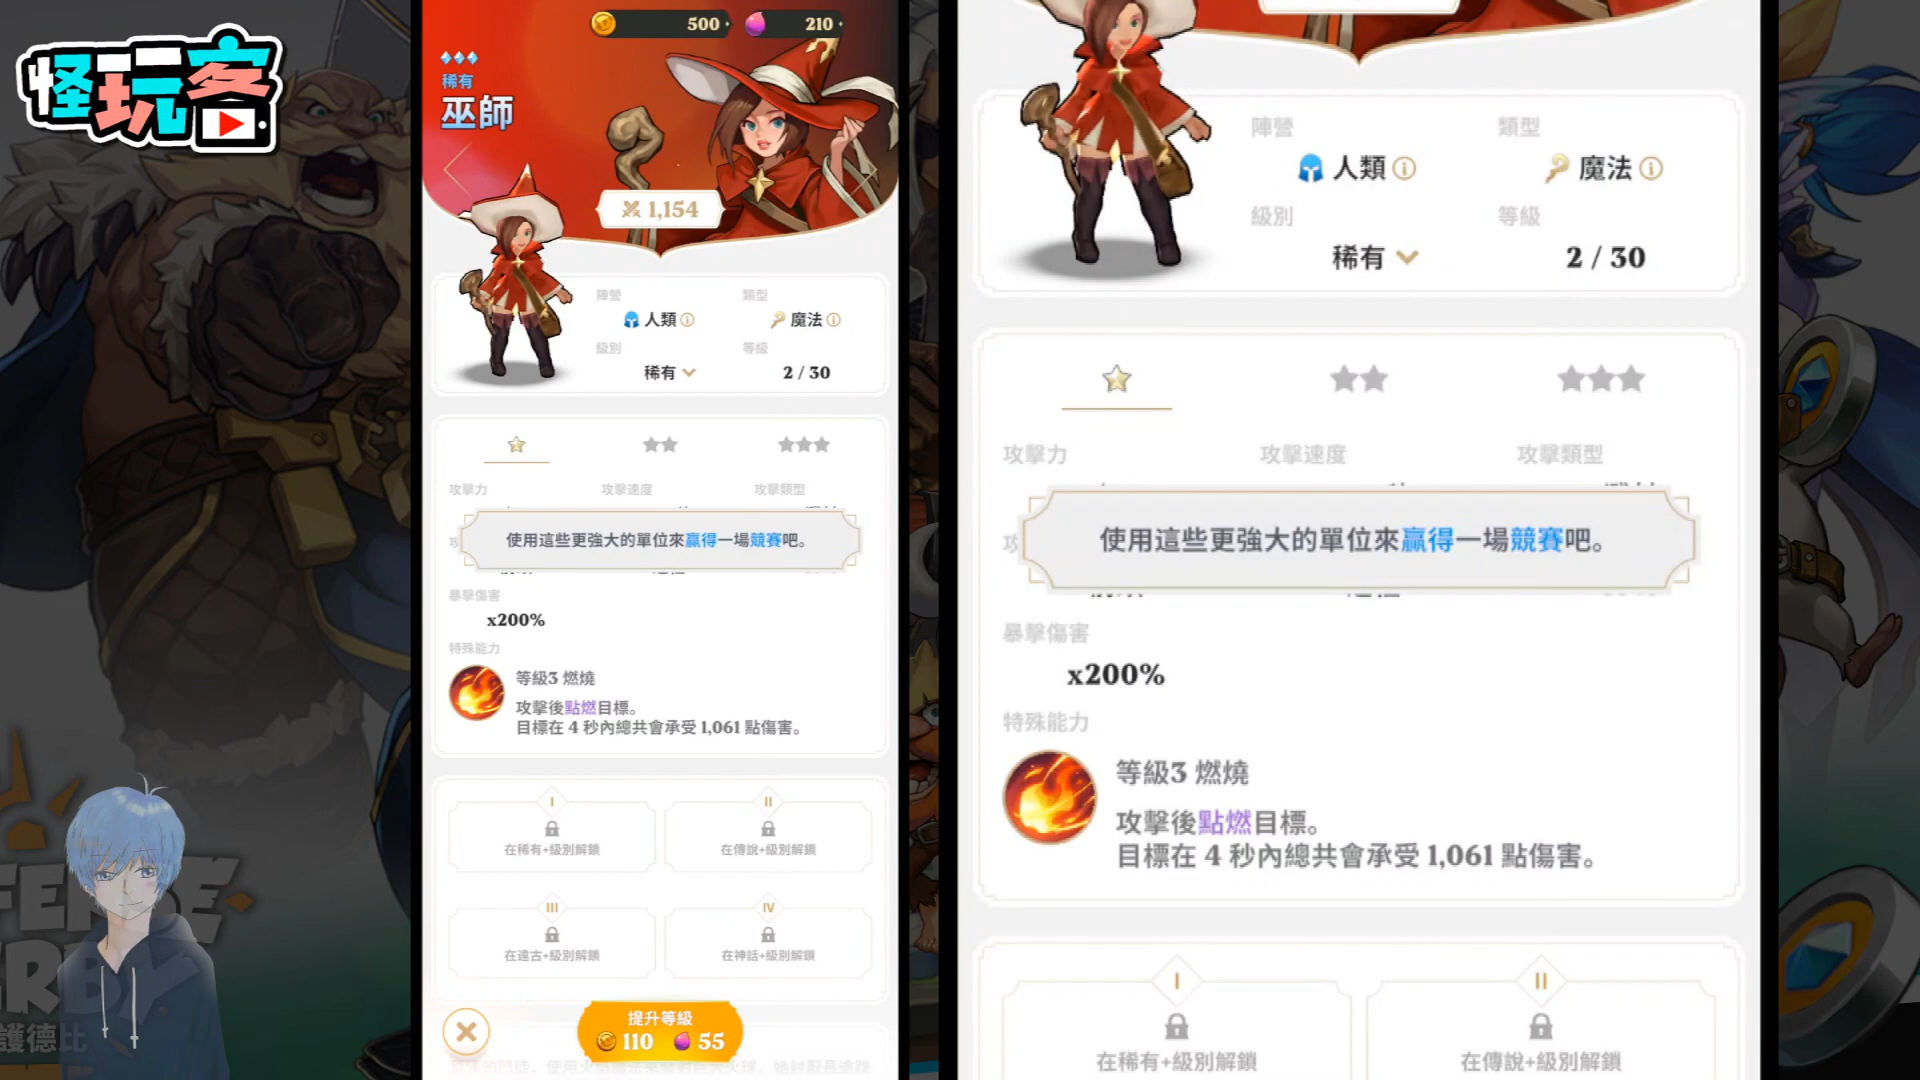 怪玩客
500
210
稀有
巫師
1,154
陣營
類型
人類
魔法
級別
等級
稀有
2 / 30
攻擊力
攻擊速度
攻擊類型
使用這些更強大的單位來贏得一場競賽吧。
暴擊傷害
x200%
特殊能力
等級3 燃燒
攻擊後點燃目標。
目標在 4 秒內總共會承受 1,061 點傷害。
I
II
在稀有+級別解鎖
在傳說+級別解鎖
III
IV
在遠古+級別解鎖
在神話+級別解鎖
提升等級
110
55
陣營
類型
人類
魔法
級別
等級
稀有
2 / 30
攻擊力
攻擊速度
攻擊類型
使用這些更強大的單位來贏得一場競賽吧。
暴擊傷害
x200%
特殊能力
等級3 燃燒
攻擊後點燃目標。
目標在 4 秒內總共會承受 1,061 點傷害。
I
II
在稀有+級別解鎖
在傳說+級別解鎖
護德比